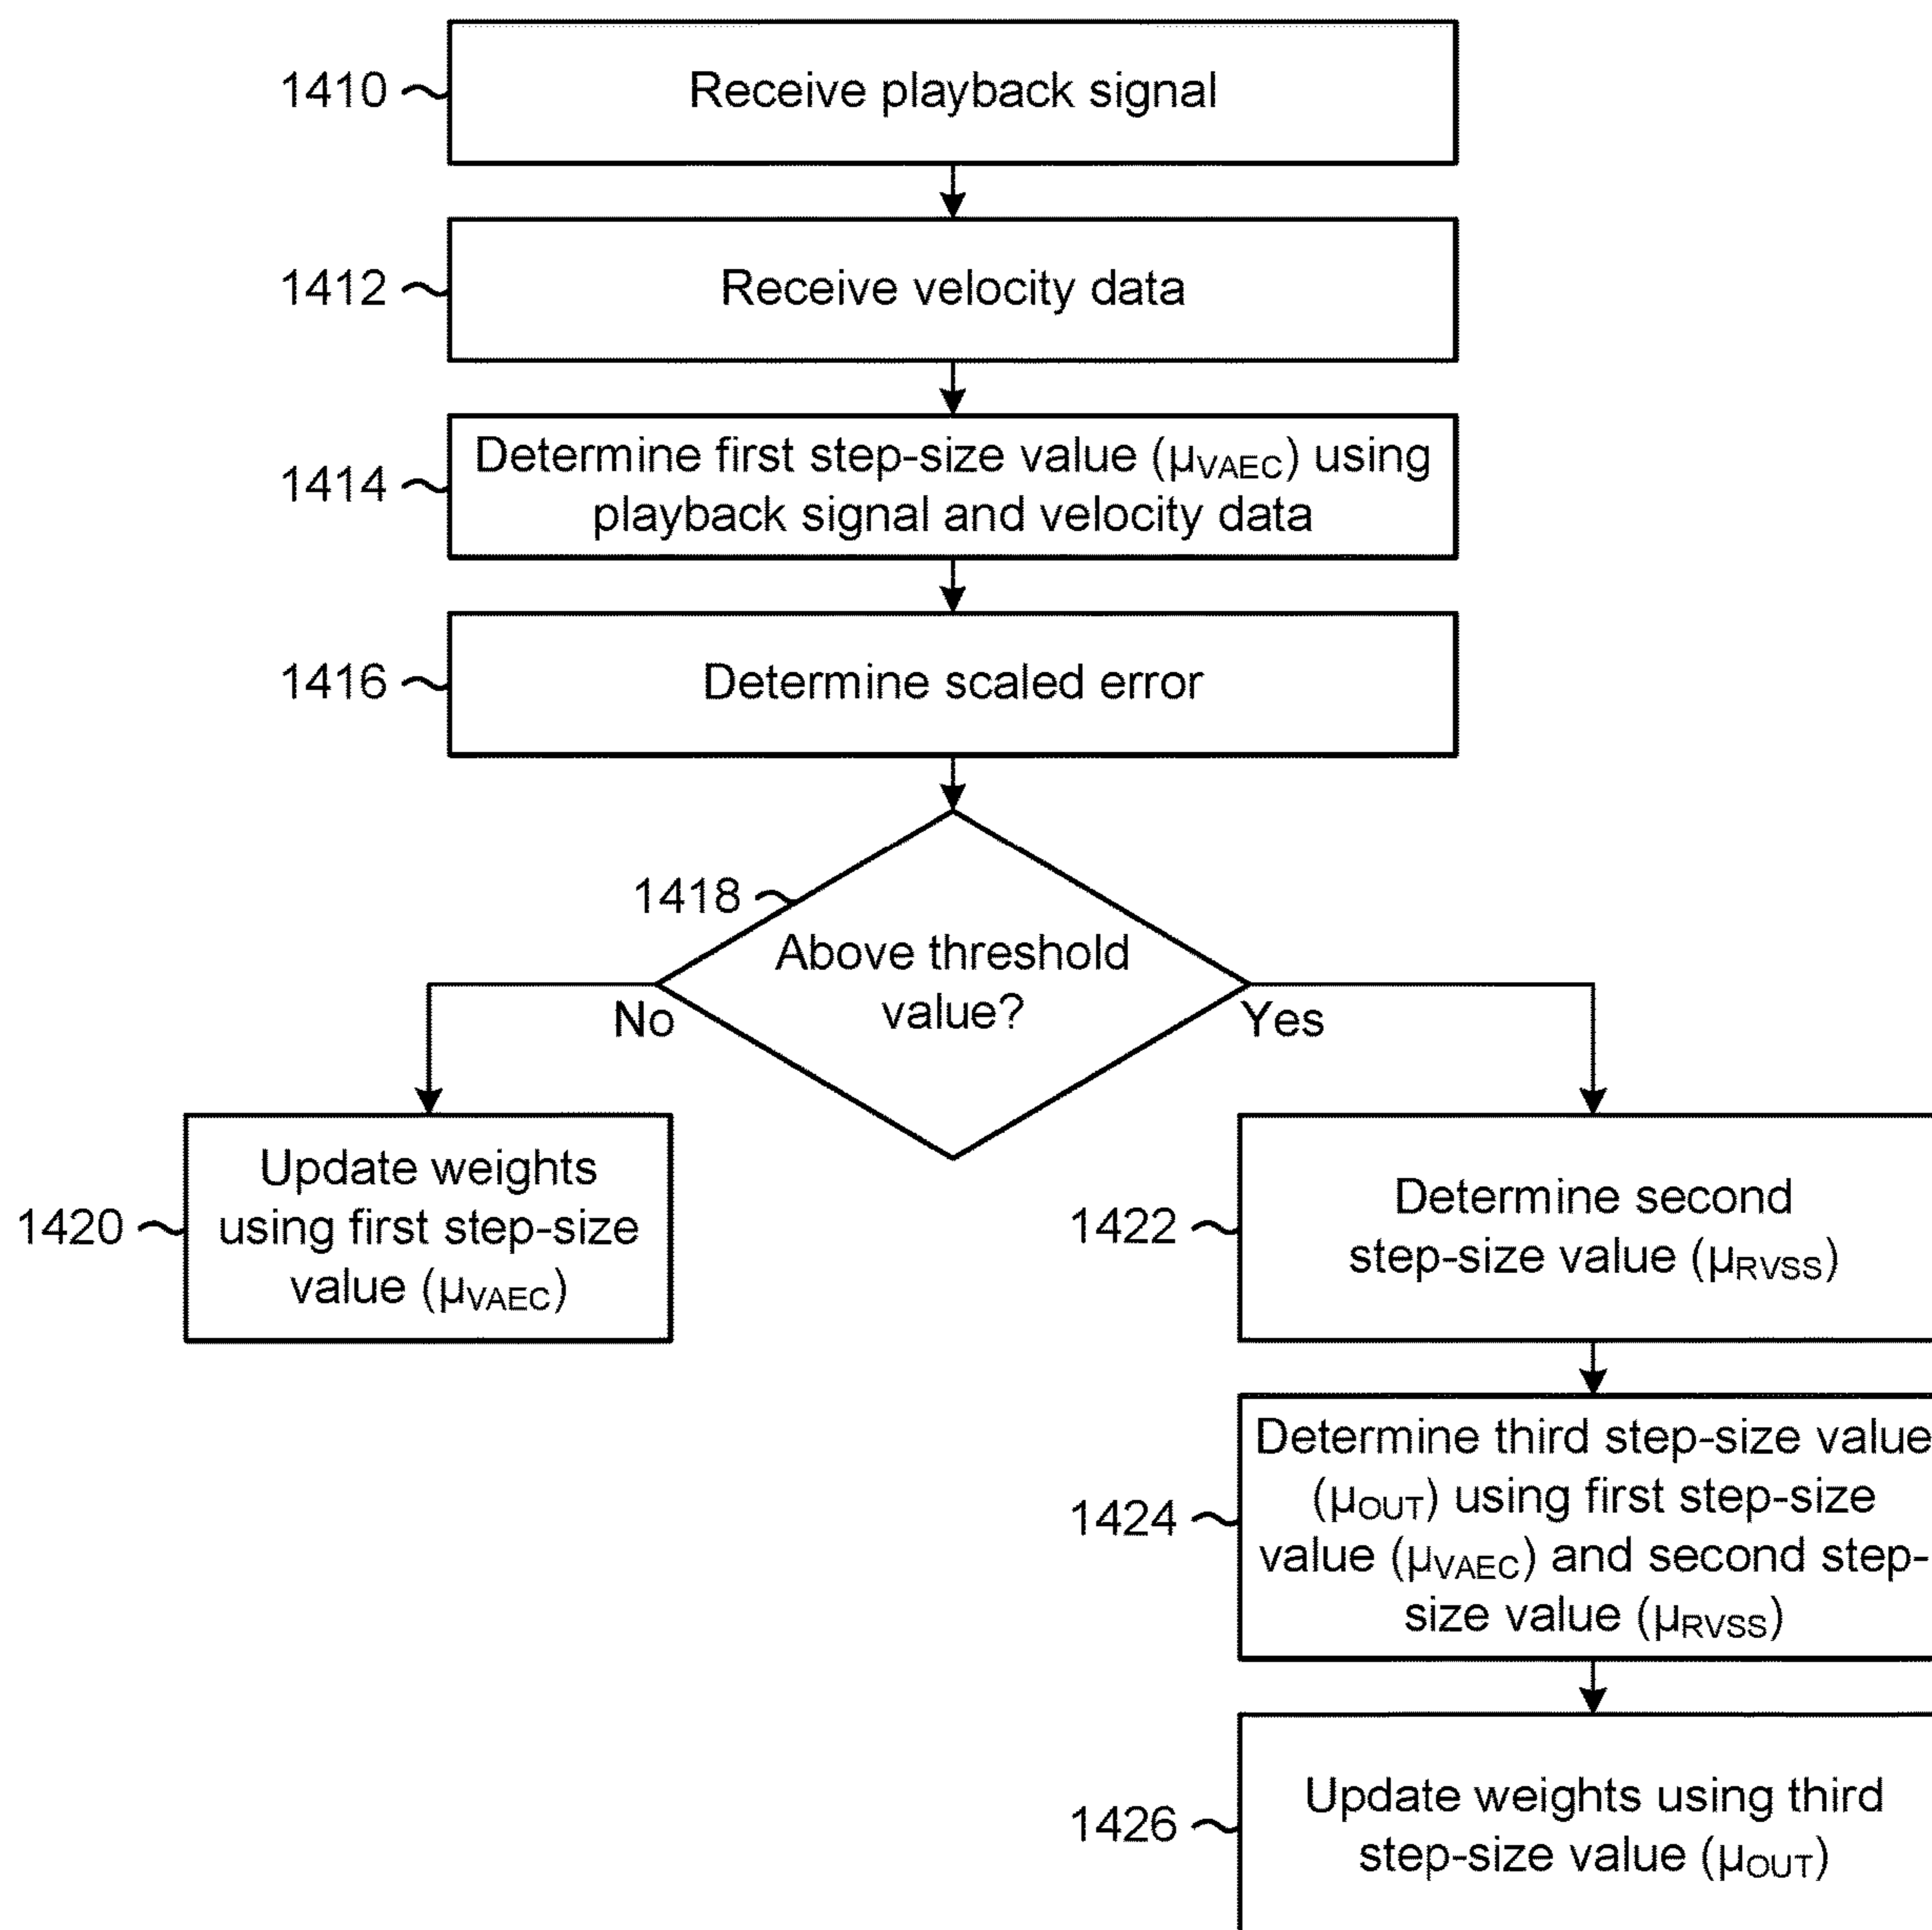 1410
Receive playback signal
1412
Receive velocity data
1414
Determine first step-size value (μVAEC) using
playback signal and velocity data
1416
Determine scaled error
1418
Above threshold
value?
No
Yes
1420
Update weights
using first step-size
value (μVAEC)
1422
Determine second
step-size value (μRVSS)
1424
Determine third step-size value
(μOUT) using first step-size
value (μVAEC) and second step-
size value (μRVSS)
1426
Update weights using third
step-size value (μOUT)